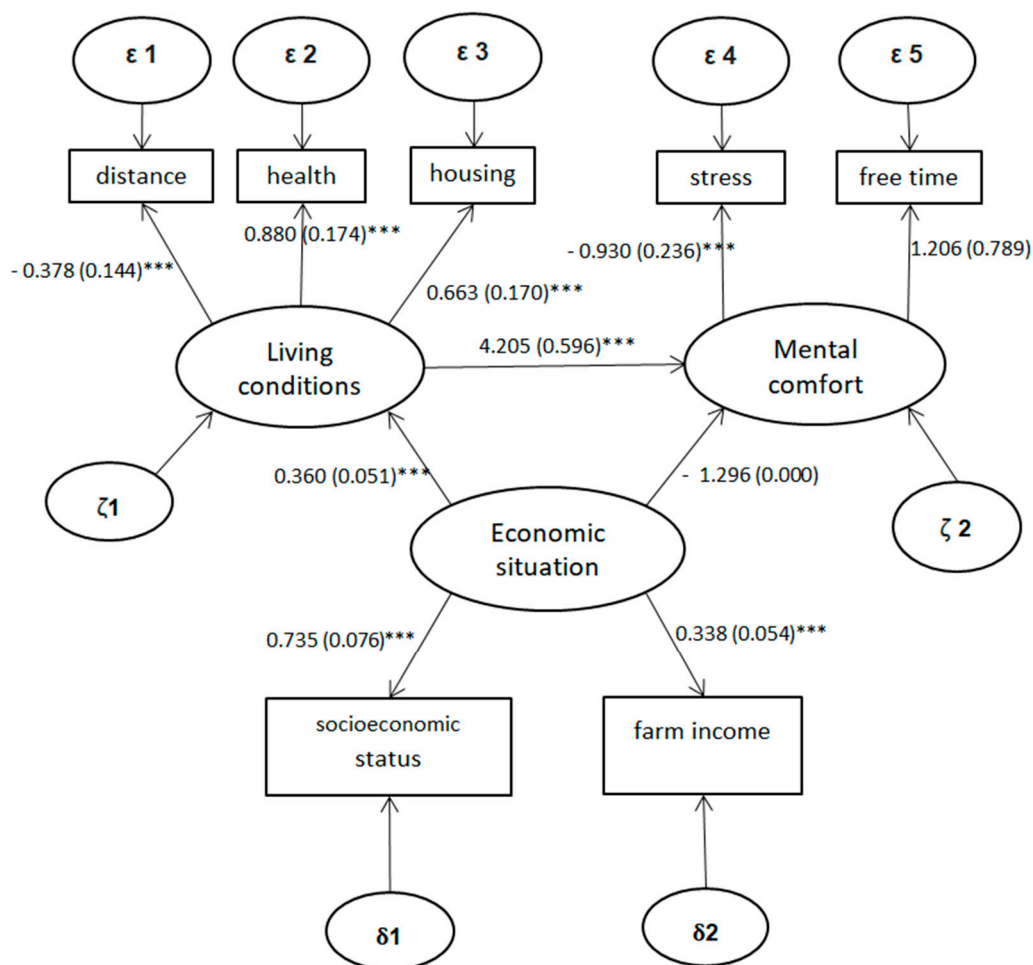 ε 1
ε 2
ε 3
ε 4
ε 5
distance
health
housing
stress
free time
- 0.378 (0.144)***
0.880 (0.174)***
0.663 (0.170)***
- 0.930 (0.236)***
1.206 (0.789)
Living
conditions
4.205 (0.596)***
Mental
comfort
ζ1
0.360 (0.051)***
- 1.296 (0.000)
ζ 2
Economic
situation
0.735 (0.076)***
0.338 (0.054)***
socioeconomic
status
farm income
δ1
δ2